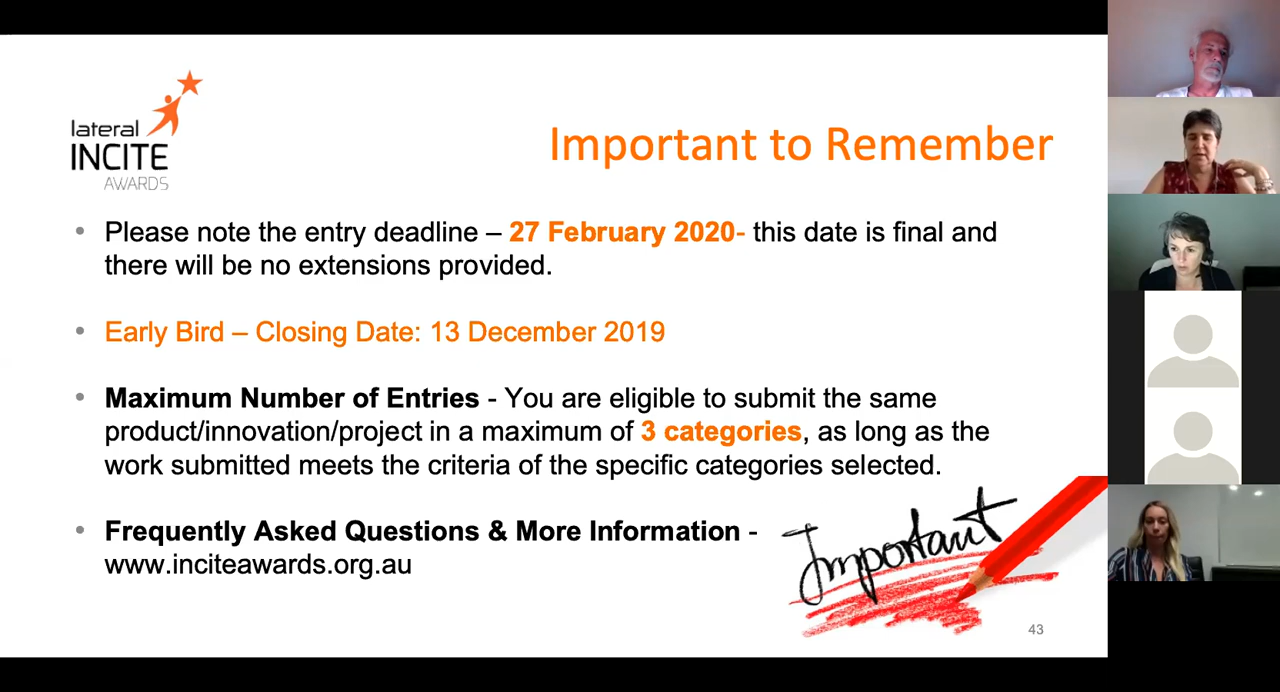 lateral
INCITE
AWARDS
Important to Remember
• Please note the entry deadline – 27 February 2020- this date is final and
there will be no extensions provided.
• Early Bird – Closing Date: 13 December 2019
• Maximum Number of Entries - You are eligible to submit the same
product/innovation/project in a maximum of 3 categories, as long as the
work submitted meets the criteria of the specific categories selected.
• Frequently Asked Questions & More Information -
www.inciteawards.org.au
Important
43